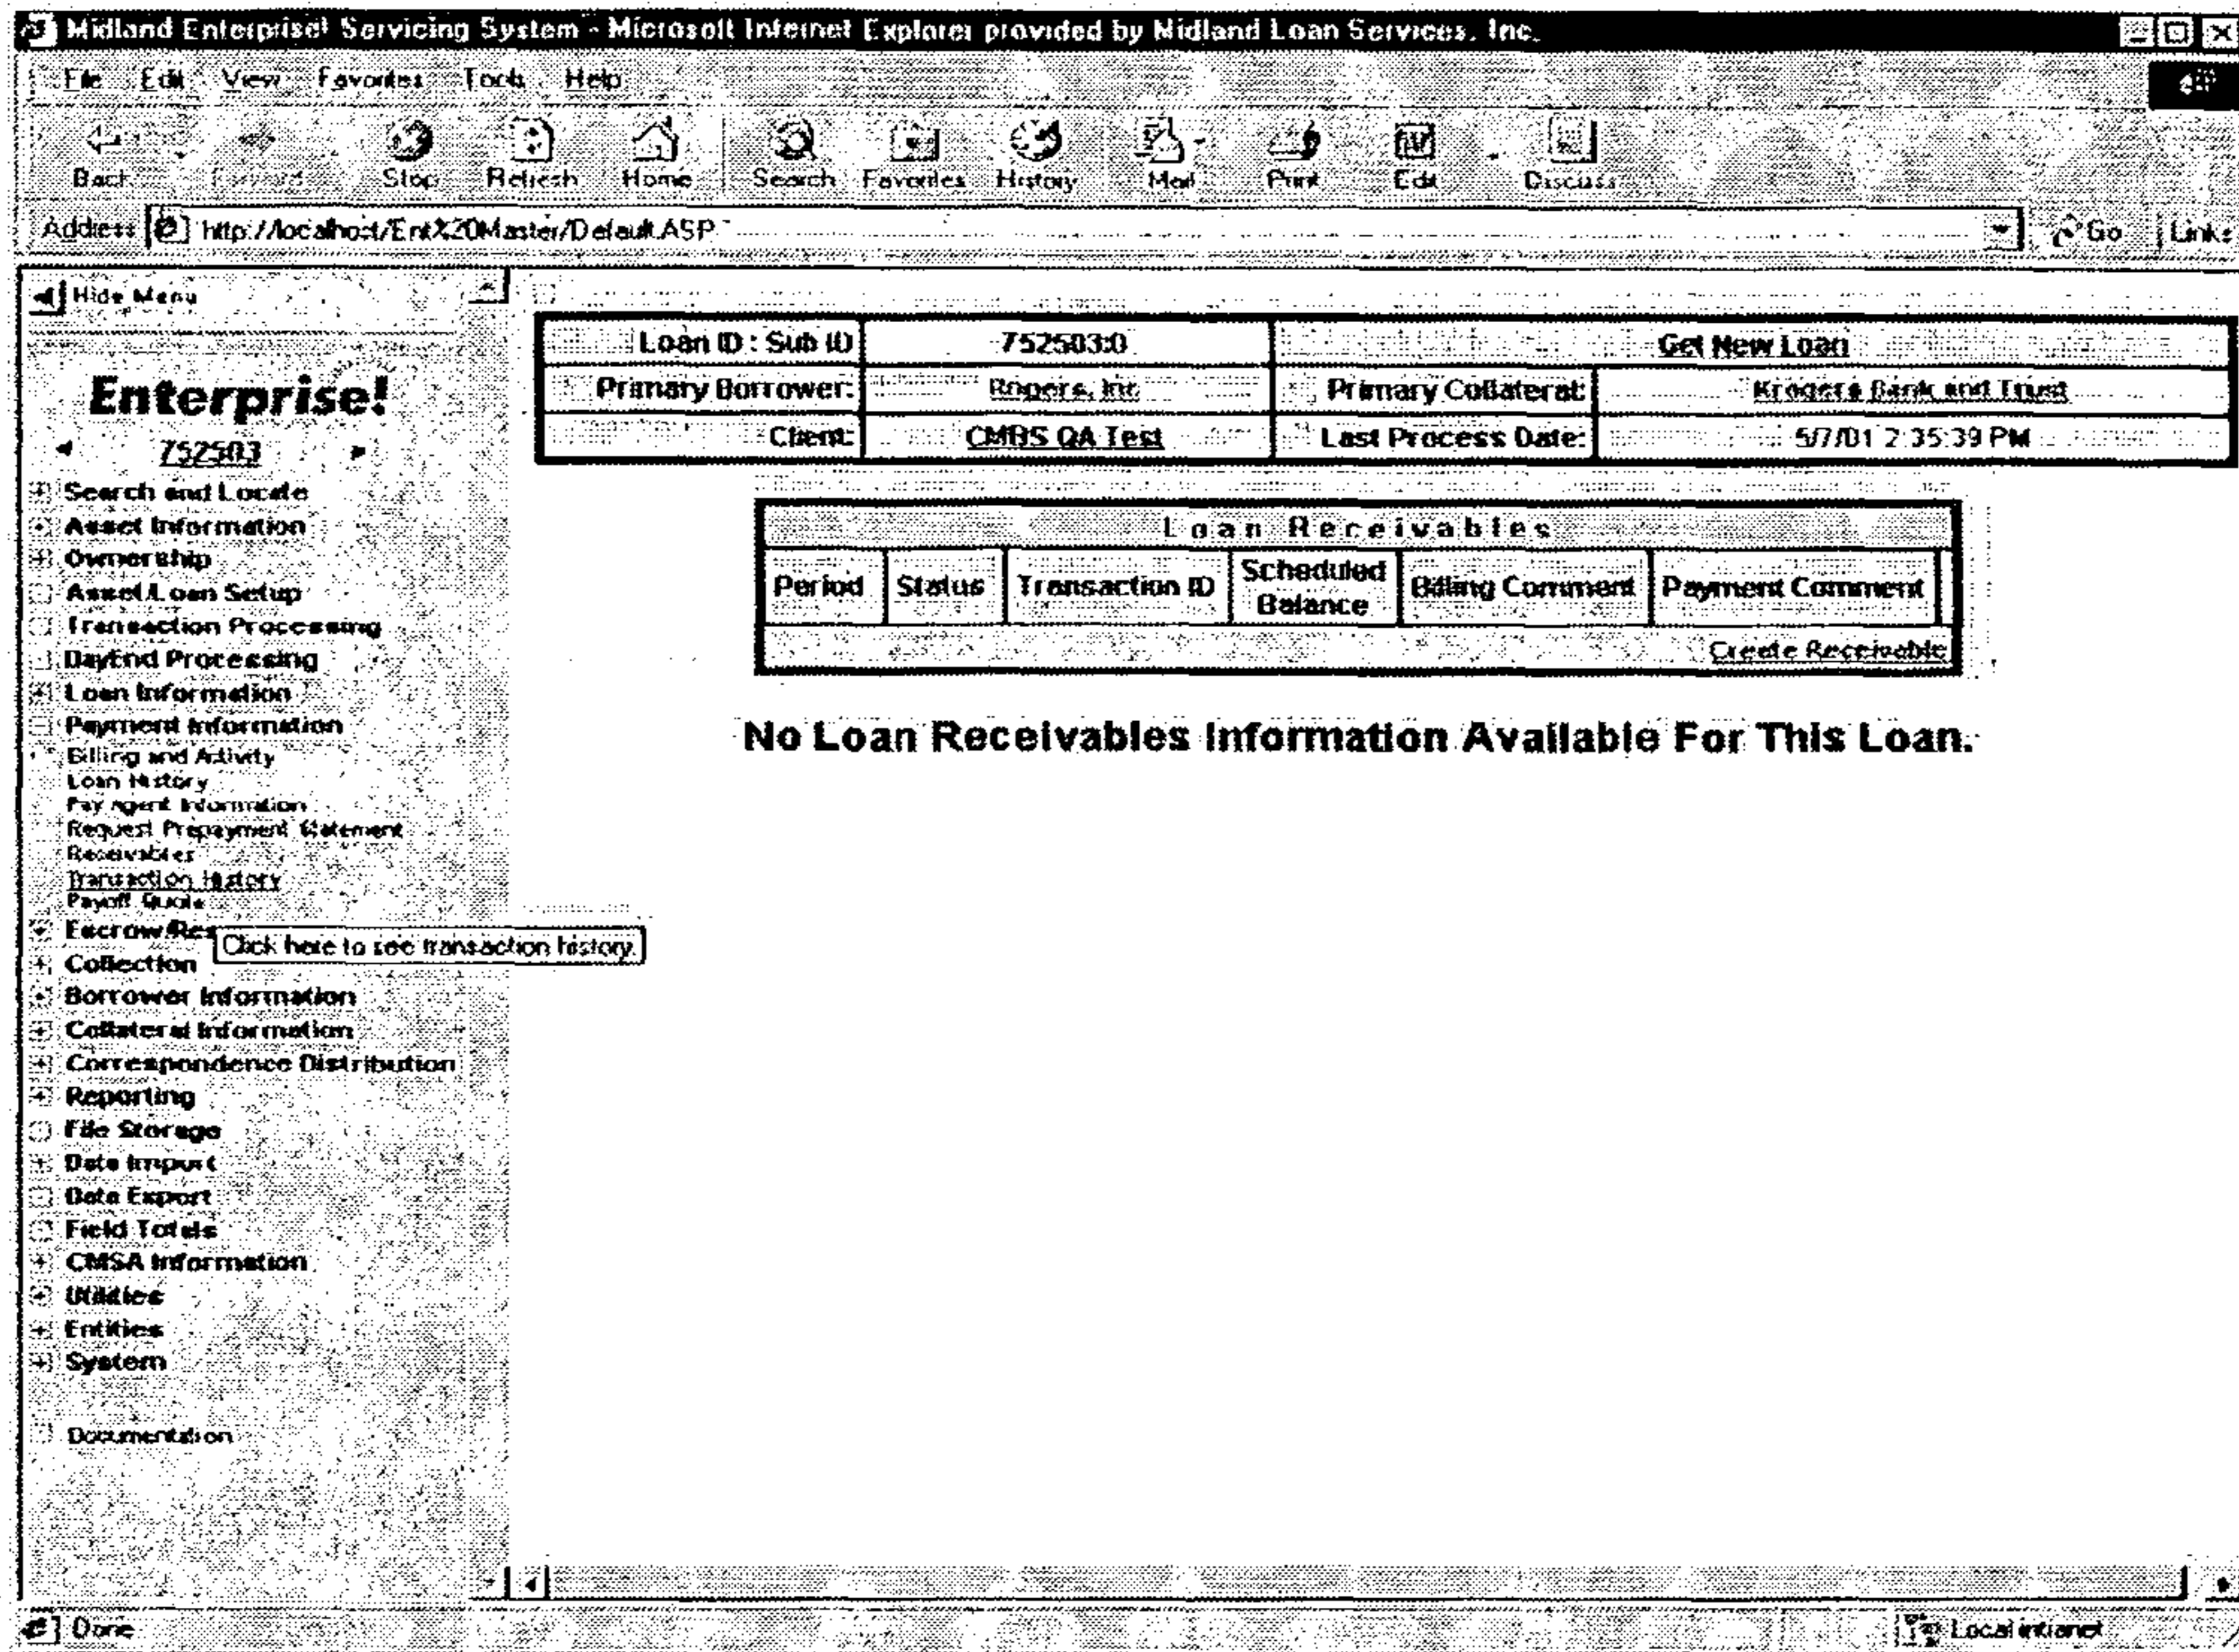 Midland Enterprise! Servicing System - Microsoft Internet Explorer provided by Midland Loan Services, Inc.
File Edit View Favorites Tools Help
Back Forward Stop Refresh Home Search Favorites History Mail Print Edit Discuss
Address http://localhost/Ent%20Master/Default.ASP Go Links
Hide Menu
Enterprise!
752503
Search and Locate
Asset Information
Ownership
Asset/Loan Setup
Transaction Processing
DayEnd Processing
Loan Information
Payment Information
Billing and Activity
Loan History
Pay Agent Information
Request Prepayment Statement
Receivables
Transaction History
Payoff Quote
Escrow/Res
Click here to see transaction history.
Collection
Borrower Information
Collateral Information
Correspondence Distribution
Reporting
File Storage
Data Import
Data Export
Field Totals
CMSA Information
Utilities
Entities
System
Documentation
Loan ID : Sub ID 752503:0 Get New Loan
Primary Borrower: Rogers, Inc Primary Collateral: Krogers Bank and Trust
Client: CMBS QA Test Last Process Date: 5/7/01 2:35:39 PM
Loan Receivables
Period Status Transaction ID Scheduled Balance Billing Comment Payment Comment
Create Receivable
No Loan Receivables Information Available For This Loan.
Done Local intranet